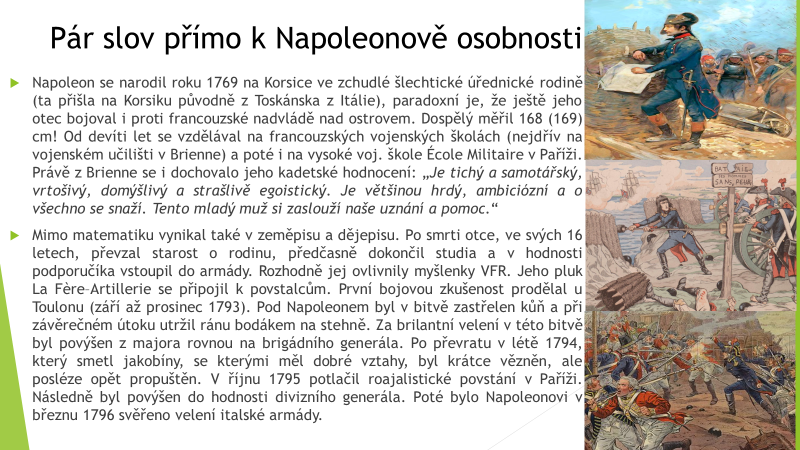 Pár slov přímo k Napoleonově osobnosti
Napoleon se narodil roku 1769 na Korsice ve zchudlé šlechtické úřednické rodině
(ta přišla na Korsiku původně z Toskánska z Itálie), paradoxní je, že ještě jeho
otec bojoval i proti francouzské nadvládě nad ostrovem. Dospělý měřil 168 (169)
cm! Od devíti let se vzdělával na francouzských vojenských školách (nejdřív na
vojenském učilišti v Brienne) a poté i na vysoké voj. škole École Militaire v Paříži.
Právě z Brienne se i dochovalo jeho kadetské hodnocení: „Je tichý a samotářský,
vrtošivý, domýšlivý a strašlivě egoistický. Je většinou hrdý, ambiciózní a o
všechno se snaží. Tento mladý muž si zaslouží naše uznání a pomoc.“
Mimo matematiku vynikal také v zeměpisu a dějepisu. Po smrti otce, ve svých 16
letech, převzal starost o rodinu, předčasně dokončil studia a v hodnosti
podporučíka vstoupil do armády. Rozhodně jej ovlivnily myšlenky VFR. Jeho pluk
La Fère–Artillerie se připojil k povstalcům. První bojovou zkušenost prodělal u
Toulonu (září až prosinec 1793). Pod Napoleonem byl v bitvě zastřelen kůň a při
závěrečném útoku utržil ránu bodákem na stehně. Za brilantní velení v této bitvě
byl povýšen z majora rovnou na brigádního generála. Po převratu v létě 1794,
který smetl jakobíny, se kterými měl dobré vztahy, byl krátce vězněn, ale
posléze opět propuštěn. V říjnu 1795 potlačil roajalistické povstání v Paříži.
Následně byl povýšen do hodnosti divizního generála. Poté bylo Napoleonovi v
březnu 1796 svěřeno velení italské armády.
SANS PEUR